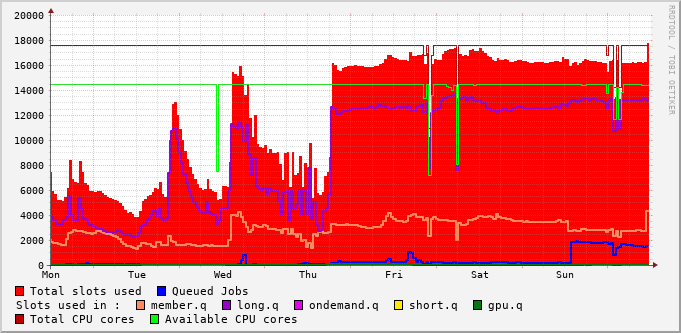 20000
18000
16000
14000
12000
10000
8000
6000
4000
2000
0
Mon Tue Wed Thu Fri Sat Sun
Total slots used Queued Jobs
Slots used in : member.q long.q ondemand.q short.q gpu.q
Total CPU cores Available CPU cores
RRDTOOL / TOBI OETIKER